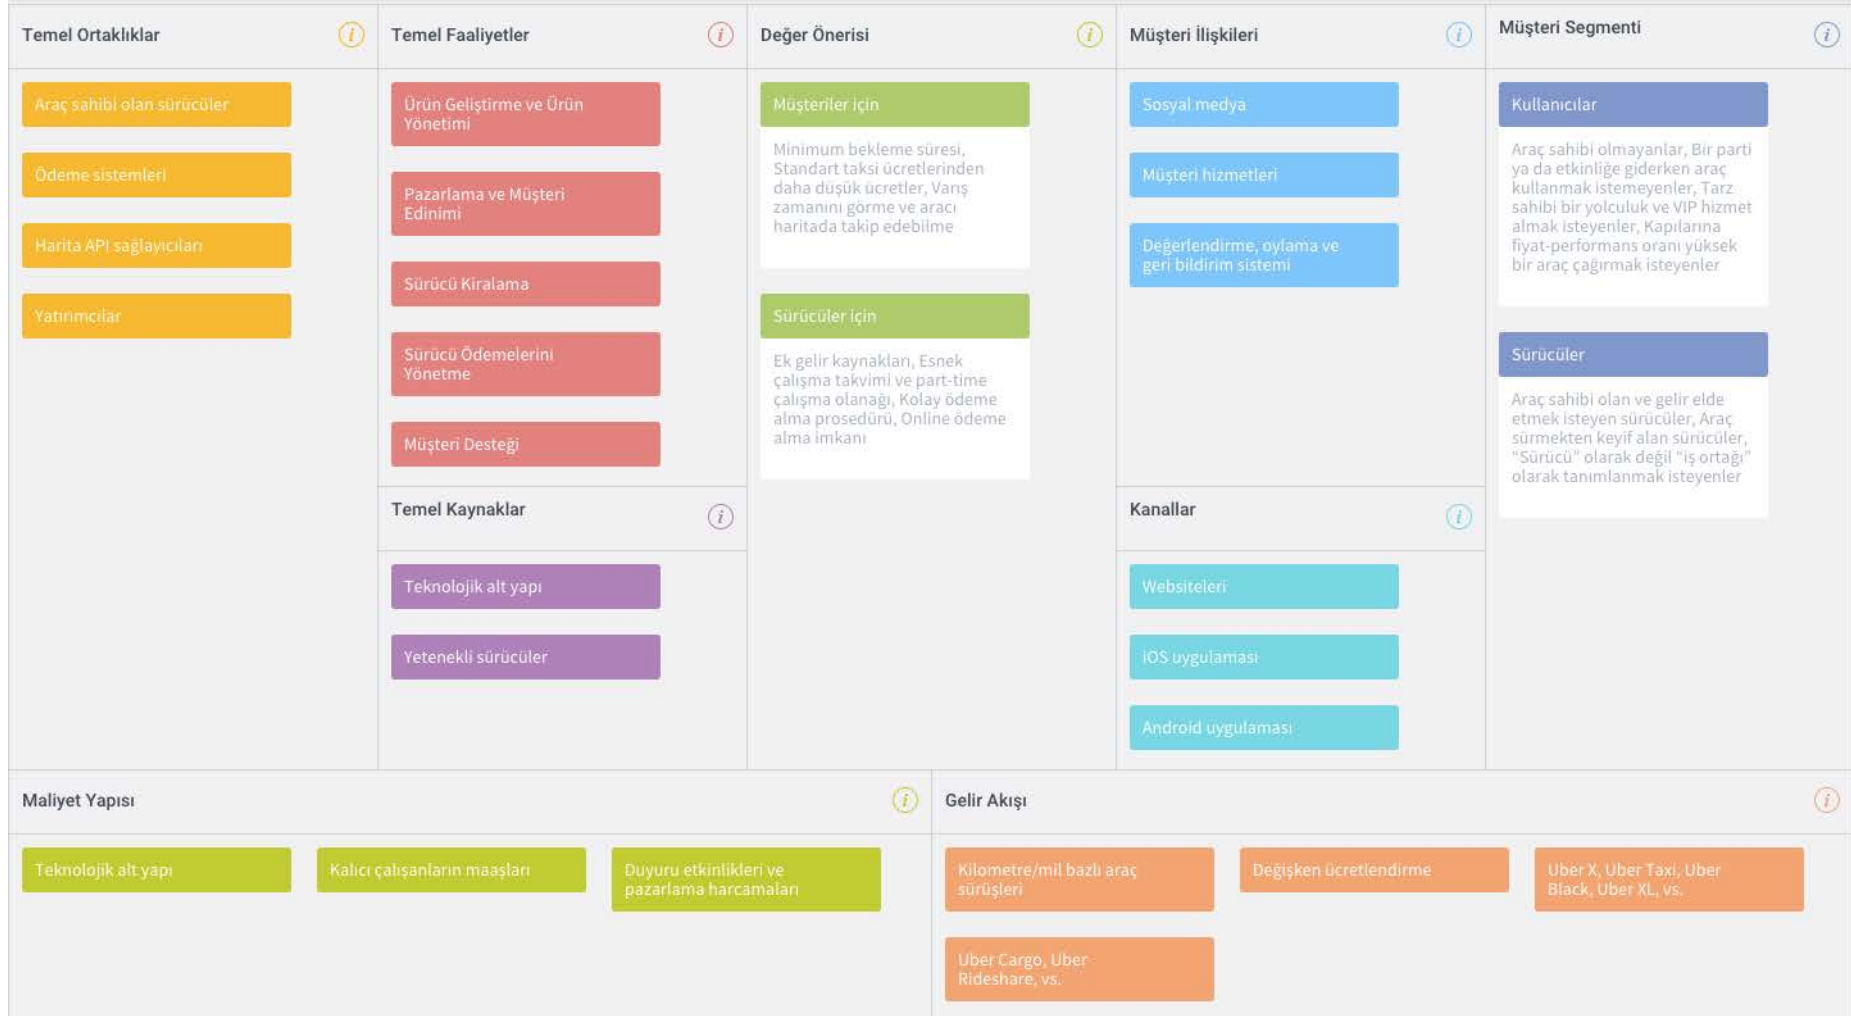 Temel Ortaklıklar
Araç sahibi olan sürücüler
Ödeme sistemleri
Harita API sağlayıcıları
Yatırımcılar
Temel Faaliyetler
Ürün Geliştirme ve Ürün
Yönetimi
Pazarlama ve Müşteri
Edinimi
Sürücü Kiralama
Sürücü Ödemelerini
Yönetme
Müşteri Desteği
Temel Kaynaklar
Teknolojik alt yapı
Yetenekli sürücüler
Değer Önerisi
Müşteriler için
Minimum bekleme süresi,
Standart taksi ücretlerinden
daha düşük ücretler, Varış
zamanını görme ve aracı
haritada takip edebilme
Sürücüler için
Ek gelir kaynakları, Esnek
çalışma takvimi ve part-time
çalışma olanağı, Kolay ödeme
alma prosedürü, Online ödeme
alma imkanı
Müşteri İlişkileri
Sosyal medya
Müşteri hizmetleri
Değerlendirme, oylama ve
geri bildirim sistemi
Kanallar
Websiteleri
iOS uygulaması
Android uygulaması
Müşteri Segmenti
Kullanıcılar
Araç sahibi olmayanlar, Bir parti
ya da etkinliğe giderken araç
kullanmak istemeyenler, Tarz
sahibi bir yolculuk ve VIP hizmet
almak isteyenler, Kapılarına
fiyat-performans oranı yüksek
bir araç çağırmak isteyenler
Sürücüler
Araç sahibi olan ve gelir elde
etmek isteyen sürücüler, Araç
sürmekten keyif alan sürücüler,
“Sürücü” olarak değil “iş ortağı”
olarak tanımlanmak isteyenler
Maliyet Yapısı
Teknolojik alt yapı
Kalıcı çalışanların maaşları
Duyuru etkinlikleri ve
pazarlama harcamaları
Gelir Akışı
Kilometre/mil bazlı araç
sürüşleri
Değişken ücretlendirme
Uber X, Uber Taxi, Uber
Black, Uber XL, vs.
Uber Cargo, Uber
Rideshare, vs.